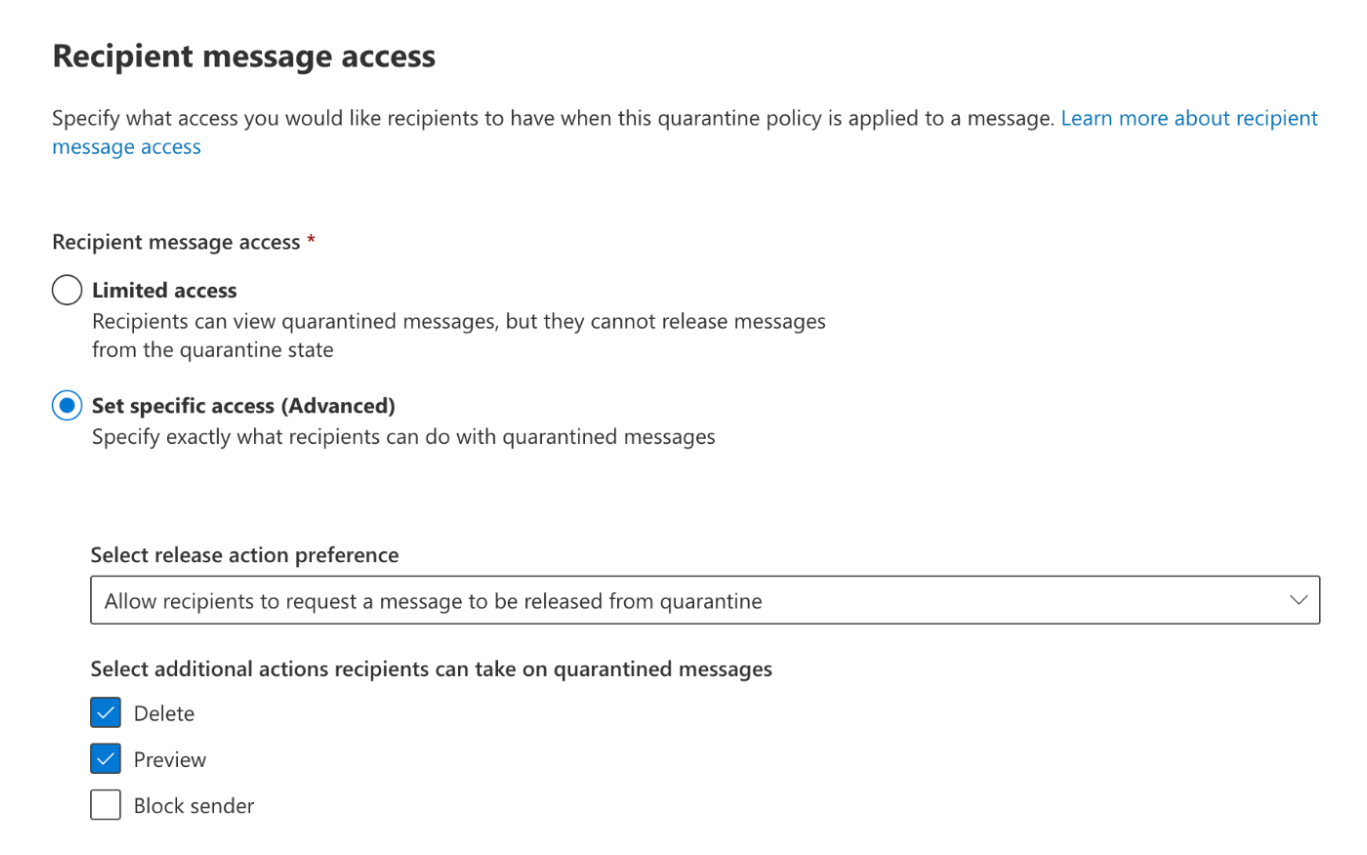 Recipient message access
Specify what access you would like recipients to have when this quarantine policy is applied to a message. Learn more about recipient
message access
Recipient message access *
Limited access
Recipients can view quarantined messages, but they cannot release messages
from the quarantine state
Set specific access (Advanced)
Specify exactly what recipients can do with quarantined messages
Select release action preference
Allow recipients to request a message to be released from quarantine
Select additional actions recipients can take on quarantined messages
Delete
Preview
Block sender